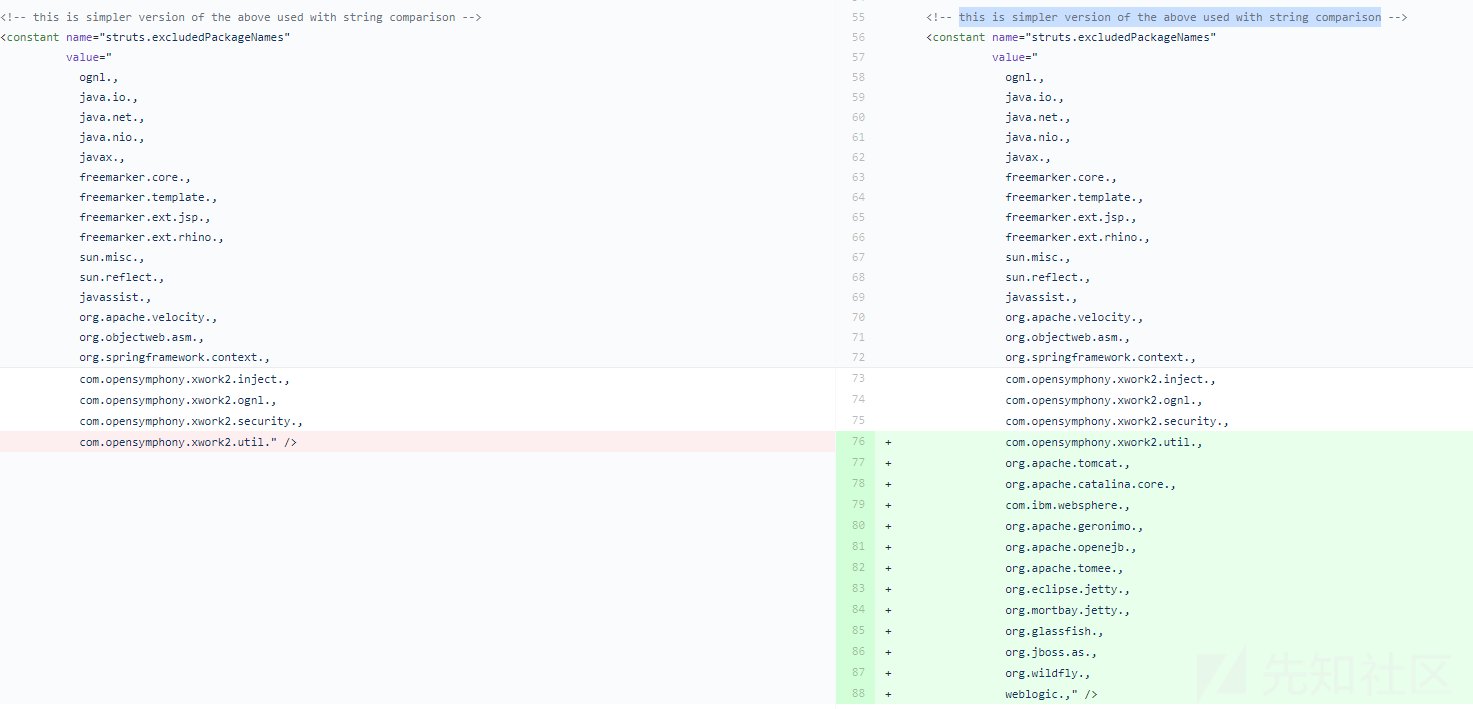 <!-- this is simpler version of the above used with string comparison -->
<constant name="struts.excludedPackageNames"
value="
ognl.,
java.io.,
java.net.,
java.nio.,
javax.,
freemarker.core.,
freemarker.template.,
freemarker.ext.jsp.,
freemarker.ext.rhino.,
sun.misc.,
sun.reflect.,
javassist.,
org.apache.velocity.,
org.objectweb.asm.,
org.springframework.context.,
com.opensymphony.xwork2.inject.,
com.opensymphony.xwork2.ognl.,
com.opensymphony.xwork2.security.,
com.opensymphony.xwork2.util." />
55 <!-- this is simpler version of the above used with string comparison -->
56 <constant name="struts.excludedPackageNames"
57 value="
58 ognl.,
59 java.io.,
60 java.net.,
61 java.nio.,
62 javax.,
63 freemarker.core.,
64 freemarker.template.,
65 freemarker.ext.jsp.,
66 freemarker.ext.rhino.,
67 sun.misc.,
68 sun.reflect.,
69 javassist.,
70 org.apache.velocity.,
71 org.objectweb.asm.,
72 org.springframework.context.,
73 com.opensymphony.xwork2.inject.,
74 com.opensymphony.xwork2.ognl.,
75 com.opensymphony.xwork2.security.,
76 + com.opensymphony.xwork2.util.,
77 + org.apache.tomcat.,
78 + org.apache.catalina.core.,
79 + com.ibm.websphere.,
80 + org.apache.geronimo.,
81 + org.apache.openejb.,
82 + org.apache.tomee.,
83 + org.eclipse.jetty.,
84 + org.mortbay.jetty.,
85 + org.glassfish.,
86 + org.jboss.as.,
87 + org.wildfly.,
88 + weblogic.," />
先知社区